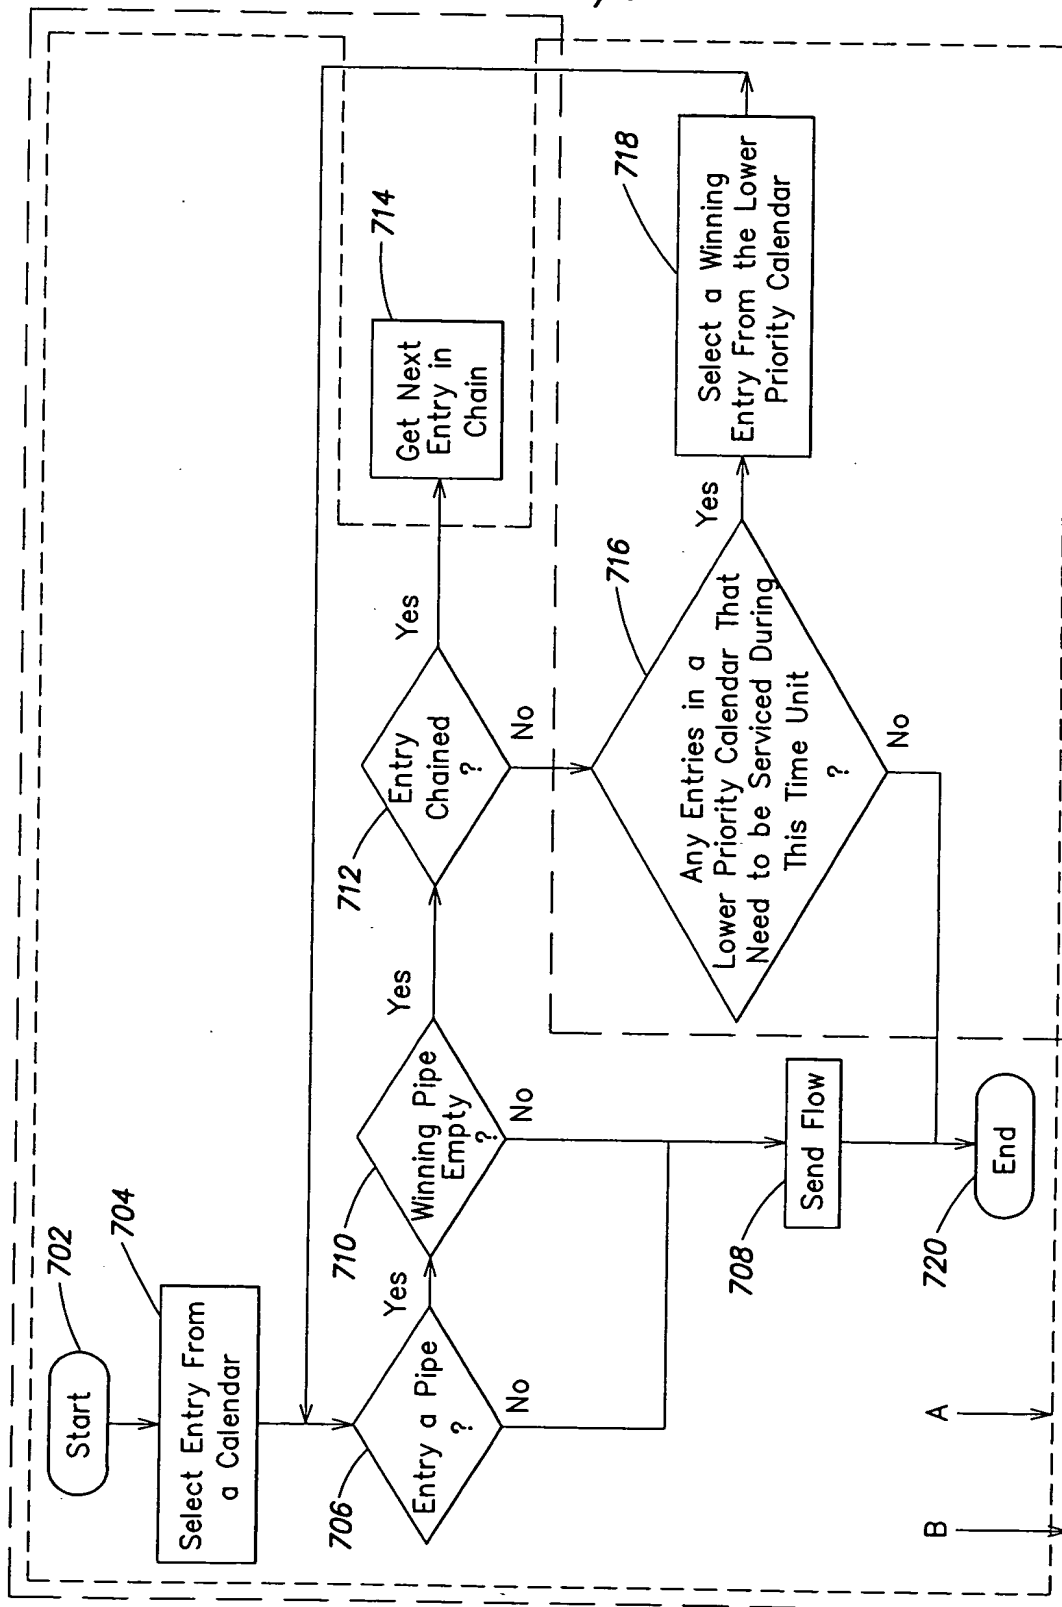 702
Start
704
Select Entry From
a Calendar
706
Entry a Pipe
?
Yes
No
710
Winning Pipe
Empty
?
Yes
No
708
Send Flow
720
End
712
Entry
Chained
?
Yes
No
714
Get Next
Entry in
Chain
716
Any Entries in a
Lower Priority Calendar That
Need to be Serviced During
This Time Unit
?
Yes
No
718
Select a Winning
Entry From the Lower
Priority Calendar
B
A